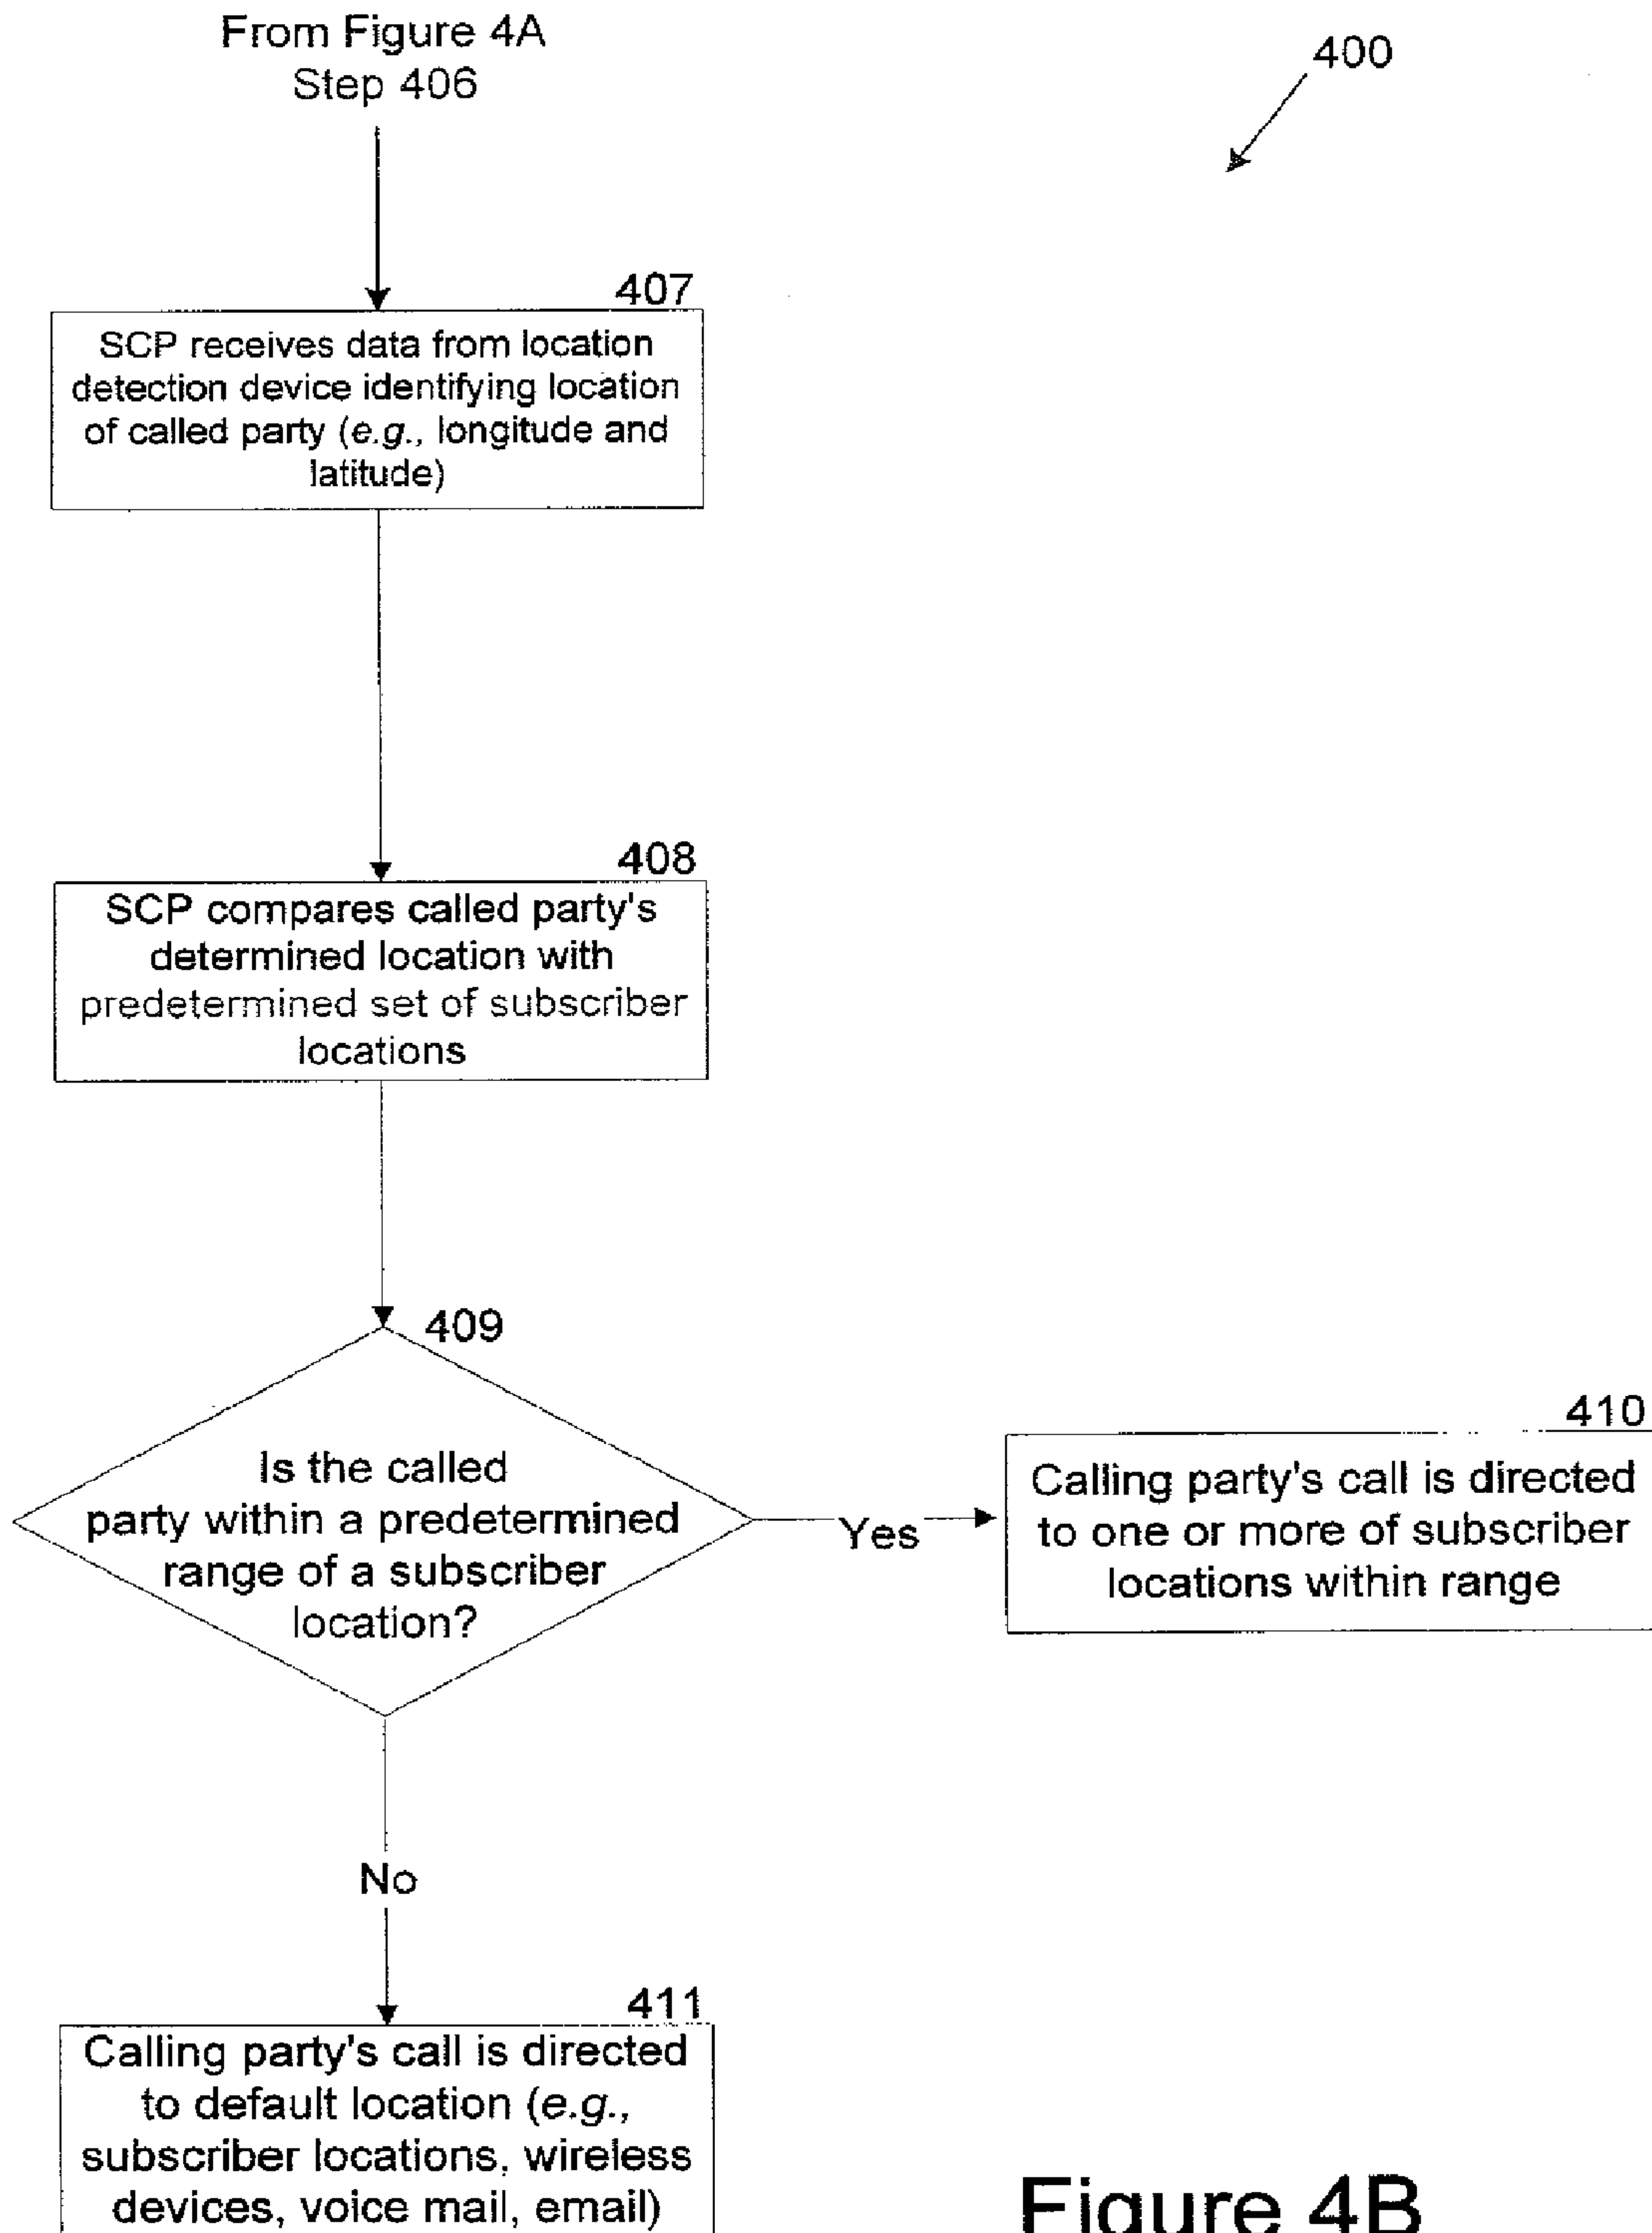 From Figure 4A
Step 406
400
407
SCP receives data from location
detection device identifying location
of called party (e.g., longitude and
latitude)
408
SCP compares called party's
determined location with
predetermined set of subscriber
locations
409
Is the called
party within a predetermined
range of a subscriber
location?
Yes
410
Calling party's call is directed
to one or more of subscriber
locations within range
No
411
Calling party's call is directed
to default location (e.g.,
subscriber locations, wireless
devices, voice mail, email)
Figure 4B